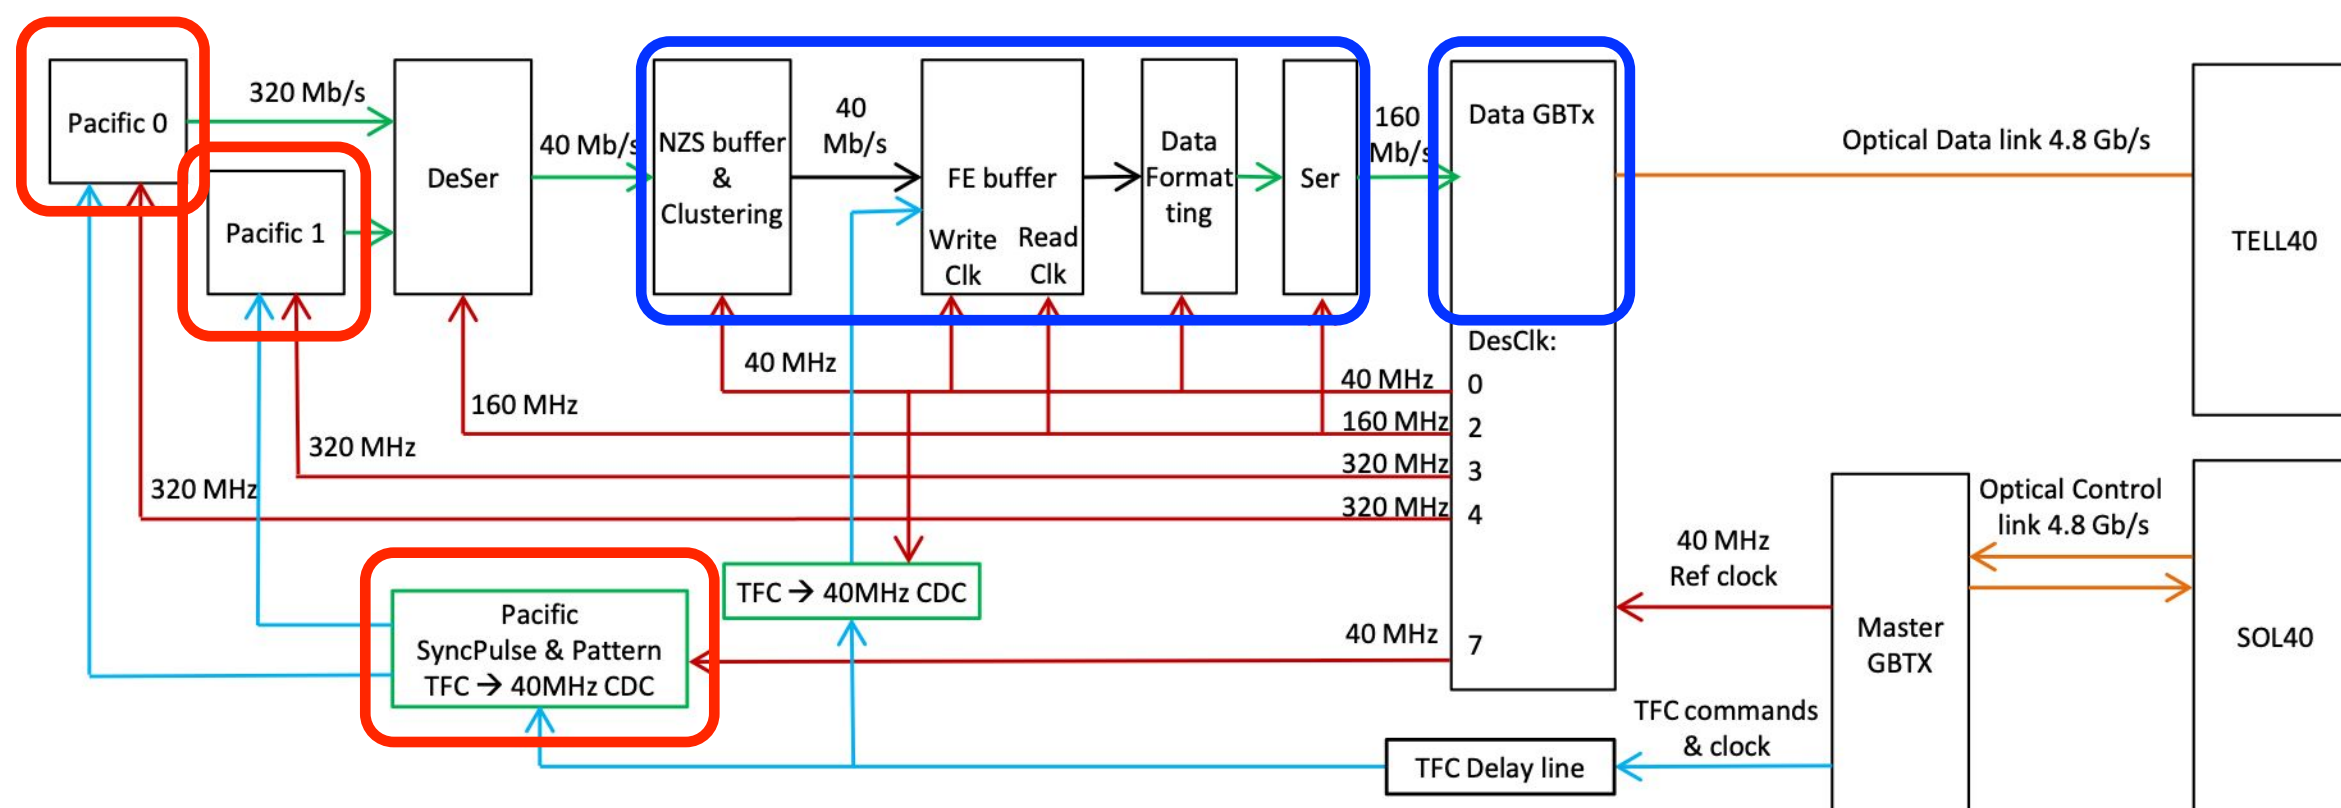 Pacific 0
320 Mb/s
Pacific 1
DeSer
40 Mb/s
NZS buffer
&
Clustering
40
Mb/s
FE buffer
Write
Clk
Read
Clk
Data
Format
ting
Ser
160
Mb/s
Data GBTx
Optical Data link 4.8 Gb/s
TELL40
DesClk:
40 MHz
40 MHz
0
160 MHz
160 MHz
2
320 MHz
320 MHz
3
320 MHz
320 MHz
4
Optical Control
link 4.8 Gb/s
40 MHz
Ref clock
TFC → 40MHz CDC
Pacific
SyncPulse & Pattern
TFC → 40MHz CDC
40 MHz
7
Master
GBTX
SOL40
TFC commands
& clock
TFC Delay line